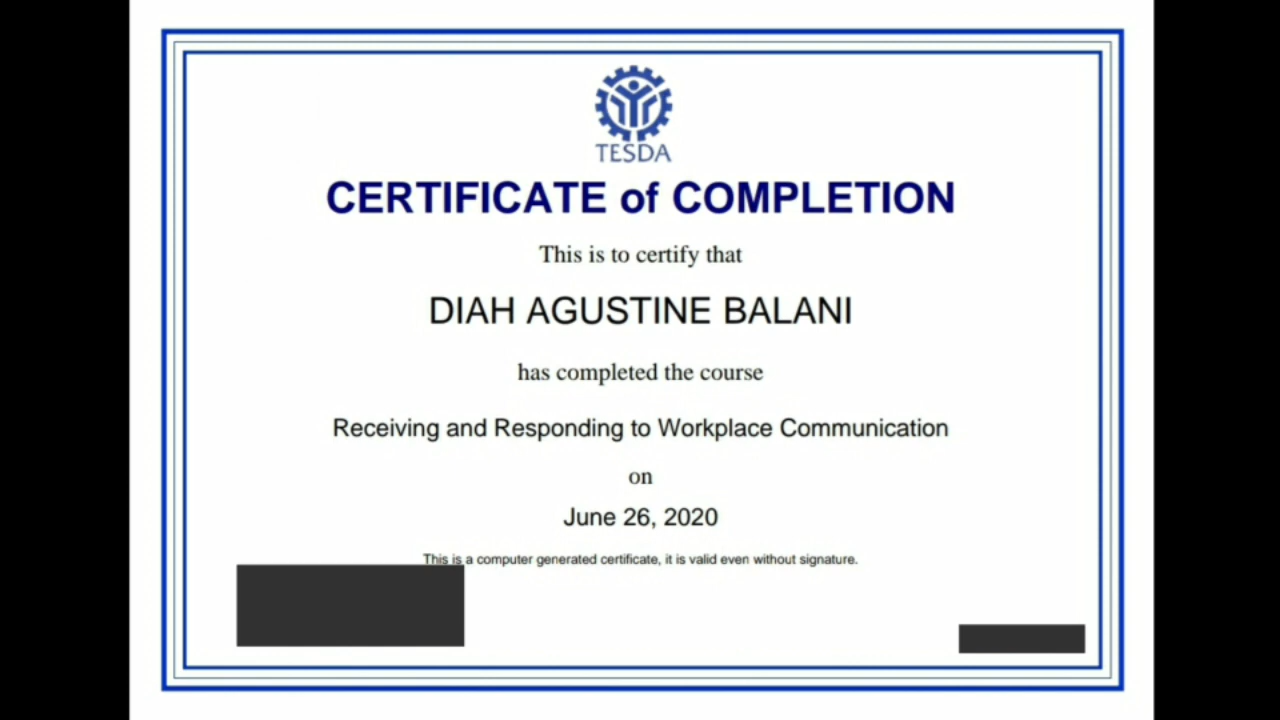 TESDA
CERTIFICATE of COMPLETION
This is to certify that
DIAH AGUSTINE BALANI
has completed the course
Receiving and Responding to Workplace Communication
on
June 26, 2020
This is a computer generated certificate, it is valid even without signature.